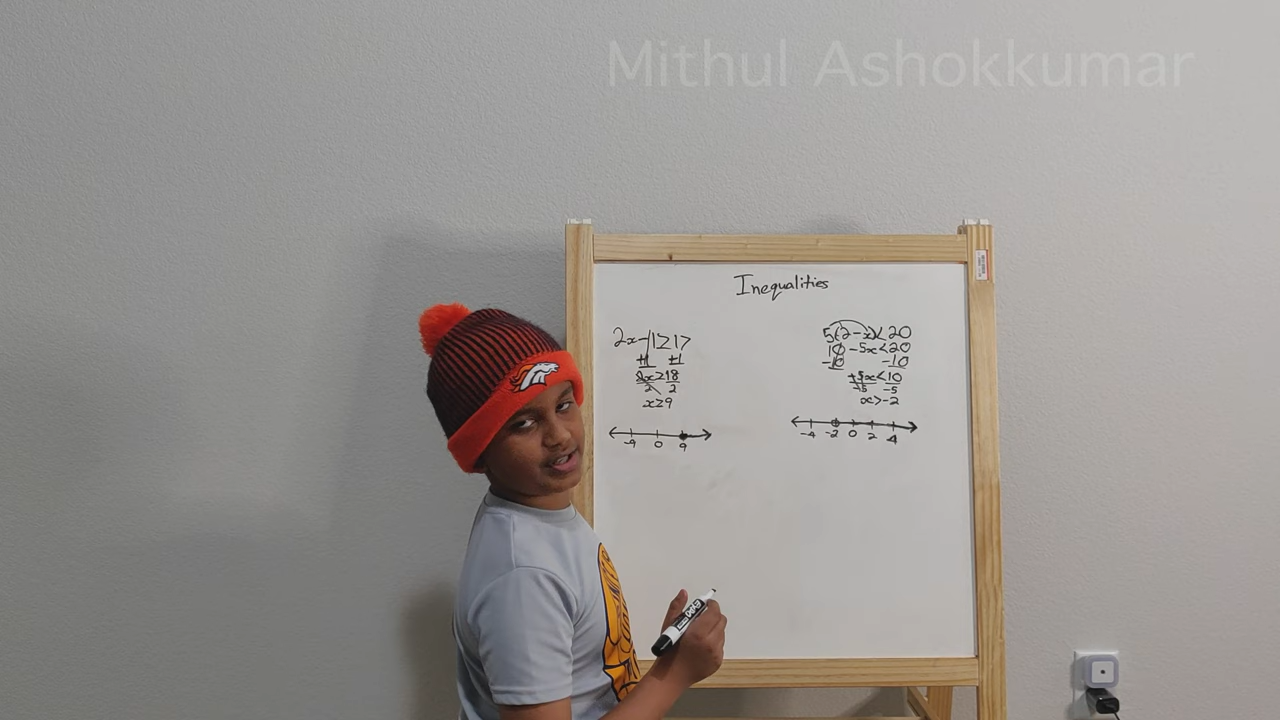 Mithul Ashokkumar
Inequalities
2x-1≥17
+1 +1
2x≥18
2 2
x≥9
-9 0 9
5(2-x)<20
10-5x<20
-10 -10
-5x<10
-5 -5
x>-2
-4 -2 0 2 4
EXPO